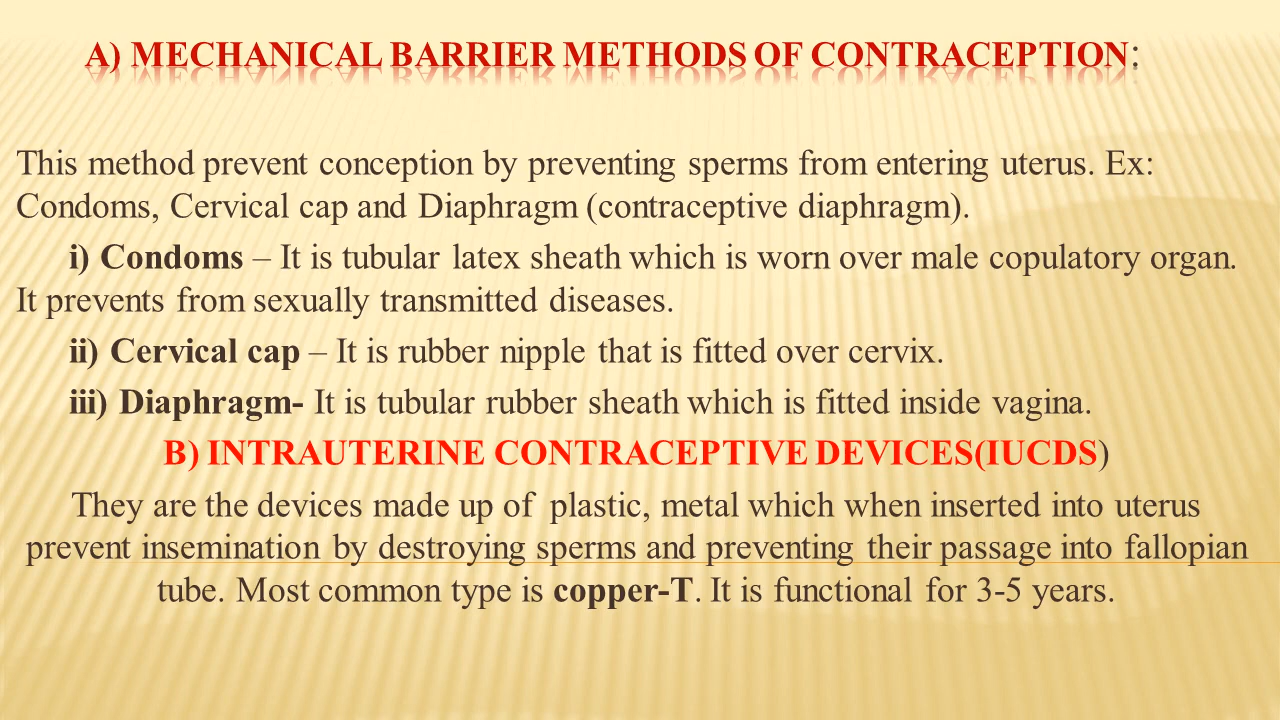 A) MECHANICAL BARRIER METHODS OF CONTRACEPTION:
This method prevent conception by preventing sperms from entering uterus. Ex:
Condoms, Cervical cap and Diaphragm (contraceptive diaphragm).
i) Condoms – It is tubular latex sheath which is worn over male copulatory organ.
It prevents from sexually transmitted diseases.
ii) Cervical cap – It is rubber nipple that is fitted over cervix.
iii) Diaphragm- It is tubular rubber sheath which is fitted inside vagina.
B) INTRAUTERINE CONTRACEPTIVE DEVICES(IUCDS)
They are the devices made up of plastic, metal which when inserted into uterus
prevent insemination by destroying sperms and preventing their passage into fallopian
tube. Most common type is copper-T. It is functional for 3-5 years.